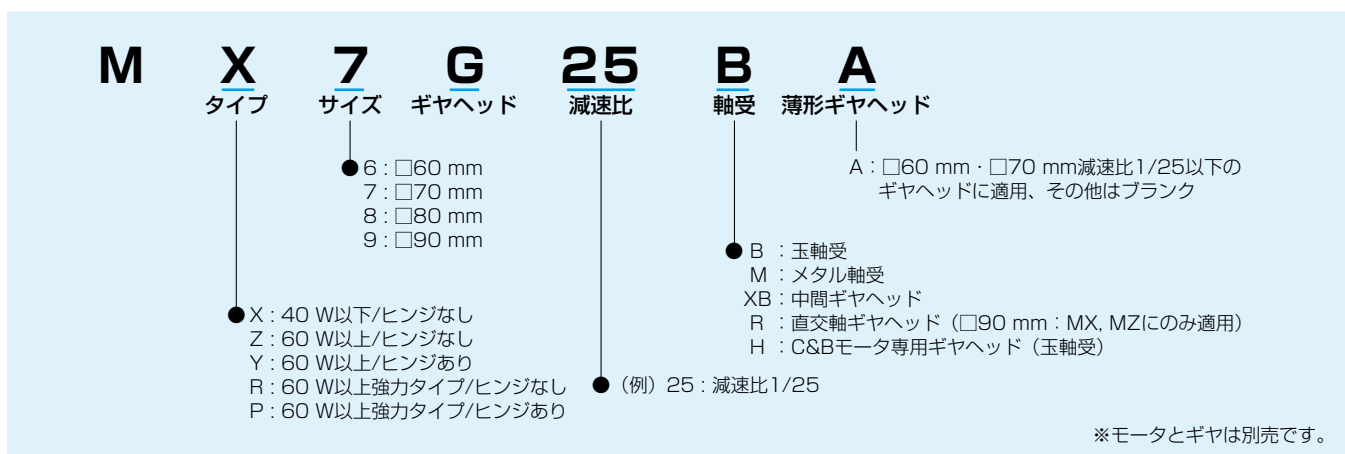 M X 7 G 25 B A
タイプ サイズ ギヤヘッド 減速比 軸受 薄形ギヤヘッド
● 6 : □60 mm
7 : □70 mm
8 : □80 mm
9 : □90 mm
A：□60 mm・□70 mm減速比1/25以下の
ギヤヘッドに適用、その他はブランク
● B ：玉軸受
M ：メタル軸受
XB：中間ギヤヘッド
R ：直交軸ギヤヘッド（□90 mm：MX, MZにのみ適用）
H ：C&Bモータ専用ギヤヘッド（玉軸受）
● X : 40 W以下/ヒンジなし
Z : 60 W以上/ヒンジなし
Y : 60 W以上/ヒンジあり
R : 60 W以上強力タイプ/ヒンジなし
P : 60 W以上強力タイプ/ヒンジあり
●（例）25 : 減速比1/25
※モータとギヤは別売です。